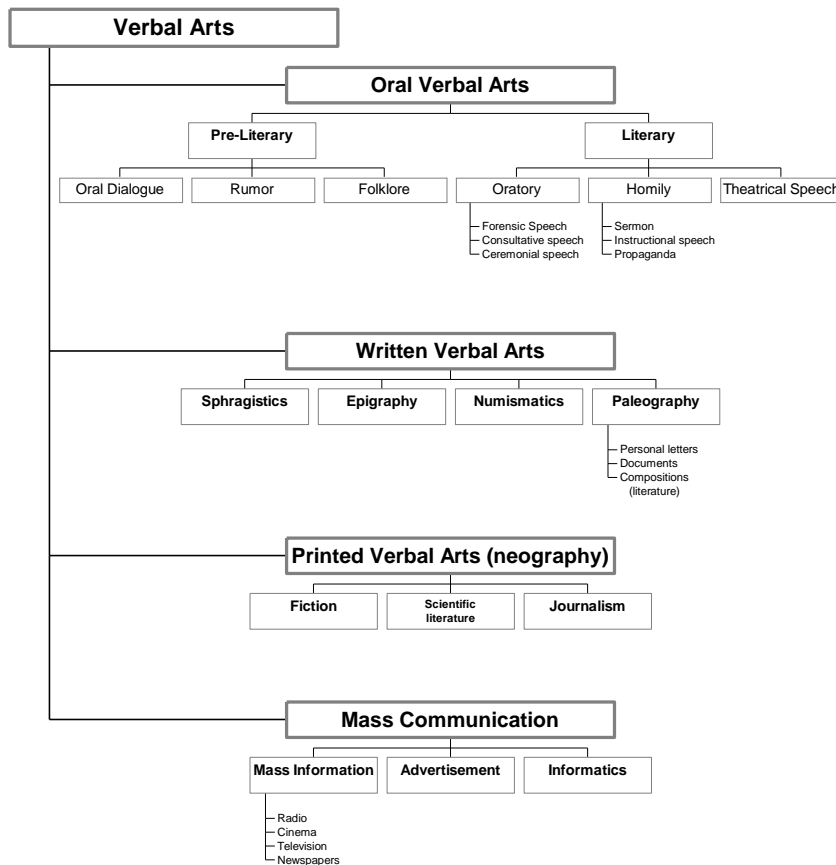 Verbal Arts
Oral Verbal Arts
Pre-Literary
Literary
Oral Dialogue
Rumor
Folklore
Oratory
Homily
Theatrical Speech
Forensic Speech
Consultative speech
Ceremonial speech
Sermon
Instructional speech
Propaganda
Written Verbal Arts
Sphragistics
Epigraphy
Numismatics
Paleography
Personal letters
Documents
Compositions
(literature)
Printed Verbal Arts (neography)
Fiction
Scientific
literature
Journalism
Mass Communication
Mass Information
Advertisement
Informatics
Radio
Cinema
Television
Newspapers